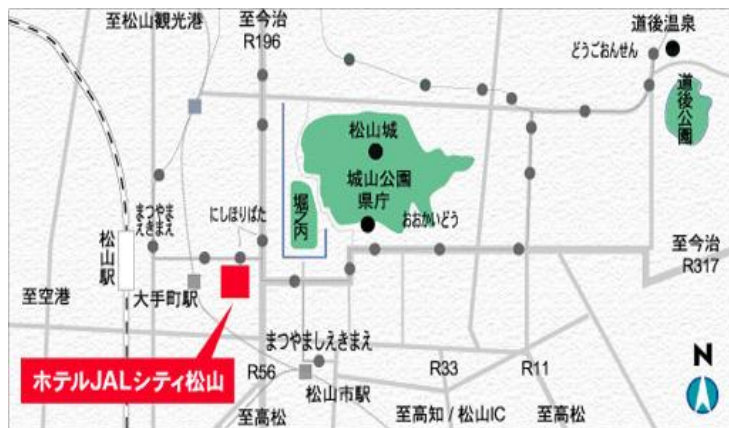 至松山観光港
至今治
R196
道後温泉
どうごおんせん
道後公園
松山城
城山公園
県庁
堀之内
おおかいどう
にしほりばた
まつやま
えきまえ
松山駅
至今治
R317
至空港
大手町駅
まつやましえきまえ
ホテルJALシティ松山
R56
松山市駅
R33
R11
N
至高松
至高知 / 松山IC
至高松